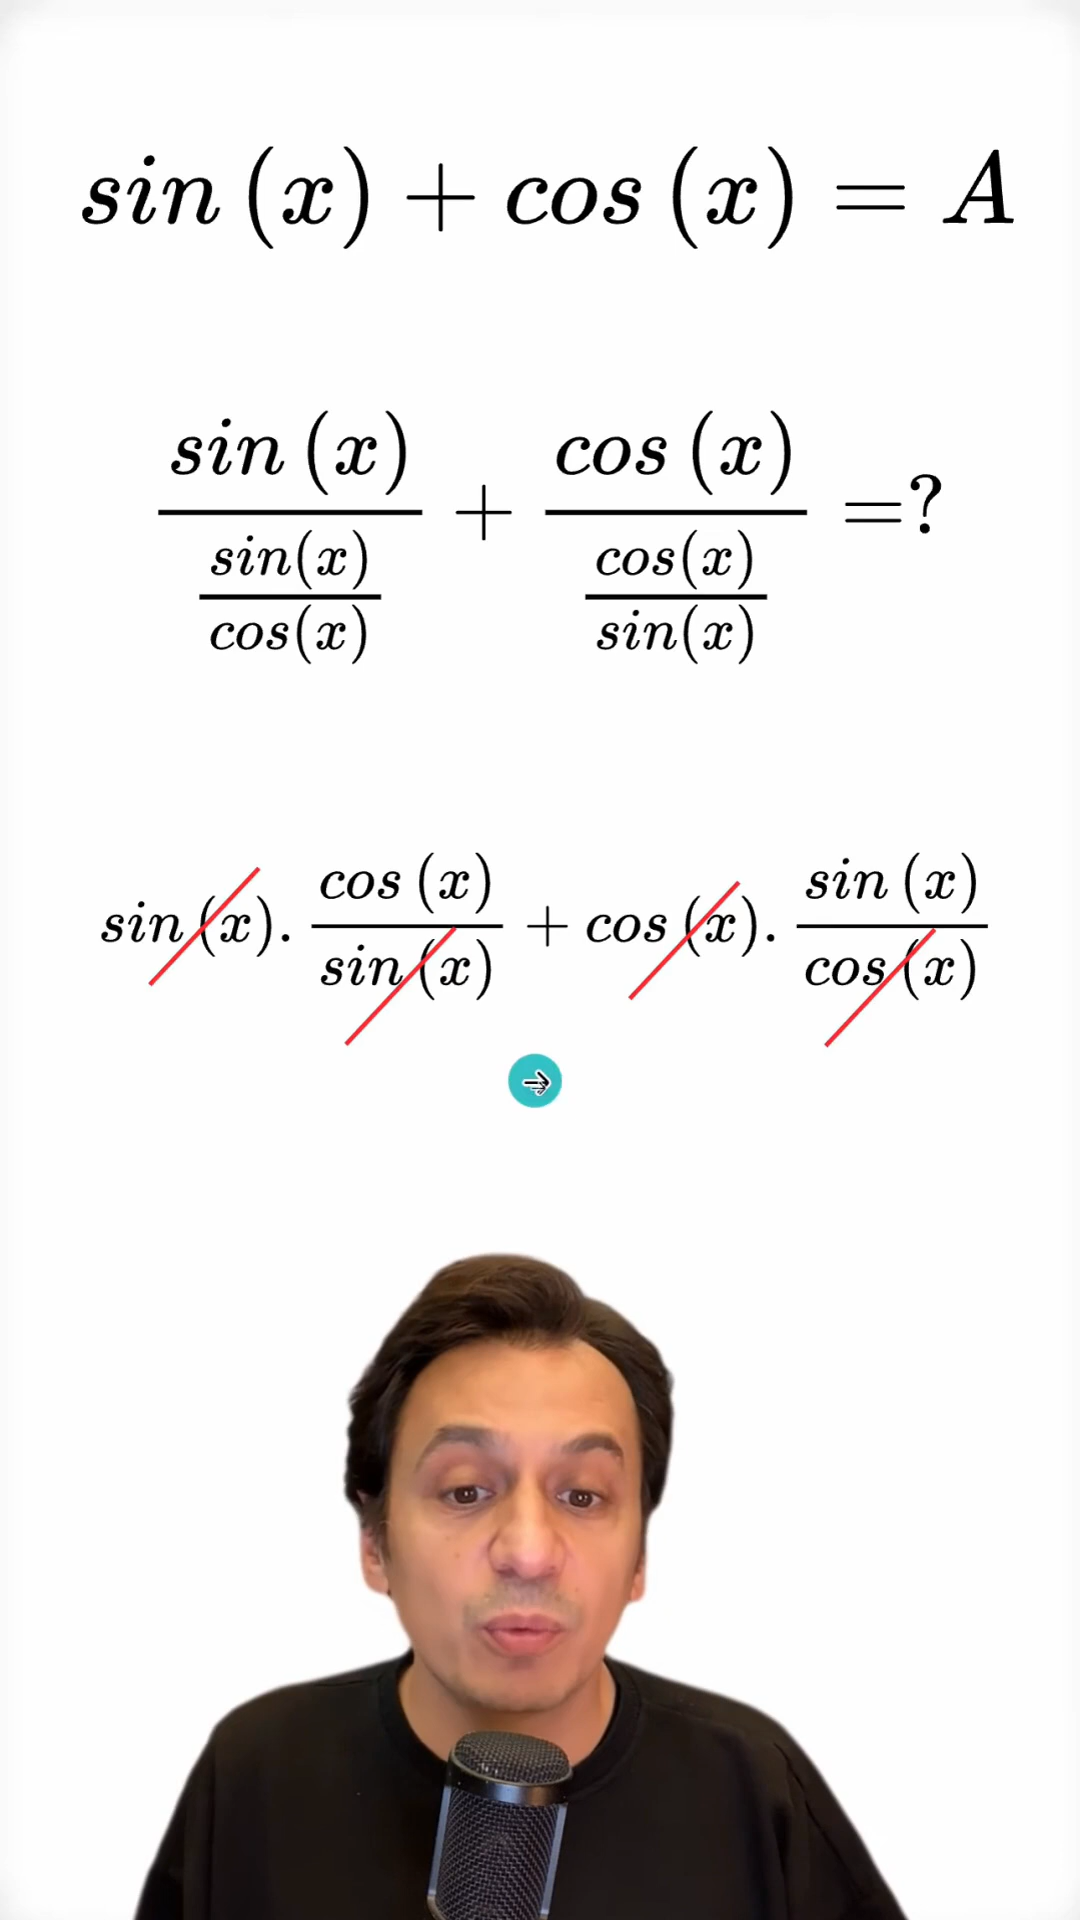 sin (x) + cos (x) = A
sin (x) / (sin(x) / cos(x)) + cos (x) / (cos(x) / sin(x)) =?
sin (x). cos (x) / sin (x) + cos (x). sin (x) / cos (x)